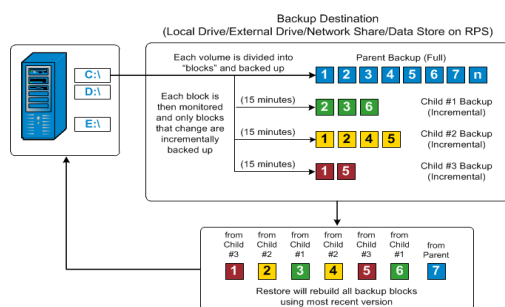 Backup Destination
(Local Drive/External Drive/Network Share/Data Store on RPS)
C:\
D:\
E:\
Each volume is divided into
"blocks" and backed up
Parent Backup (Full)
1 2 3 4 5 6 7 n
Each block is
then monitored
and only blocks
that change are
incrementally
backed up
(15 minutes)
2 3 6
Child #1 Backup
(Incremental)
(15 minutes)
1 2 4 5
Child #2 Backup
(Incremental)
(15 minutes)
1 5
Child #3 Backup
(Incremental)
from Child #3
from Child #2
from Child #1
from Child #2
from Child #3
from Child #1
from Parent
1 2 3 4 5 6 7
Restore will rebuild all backup blocks
using most recent version